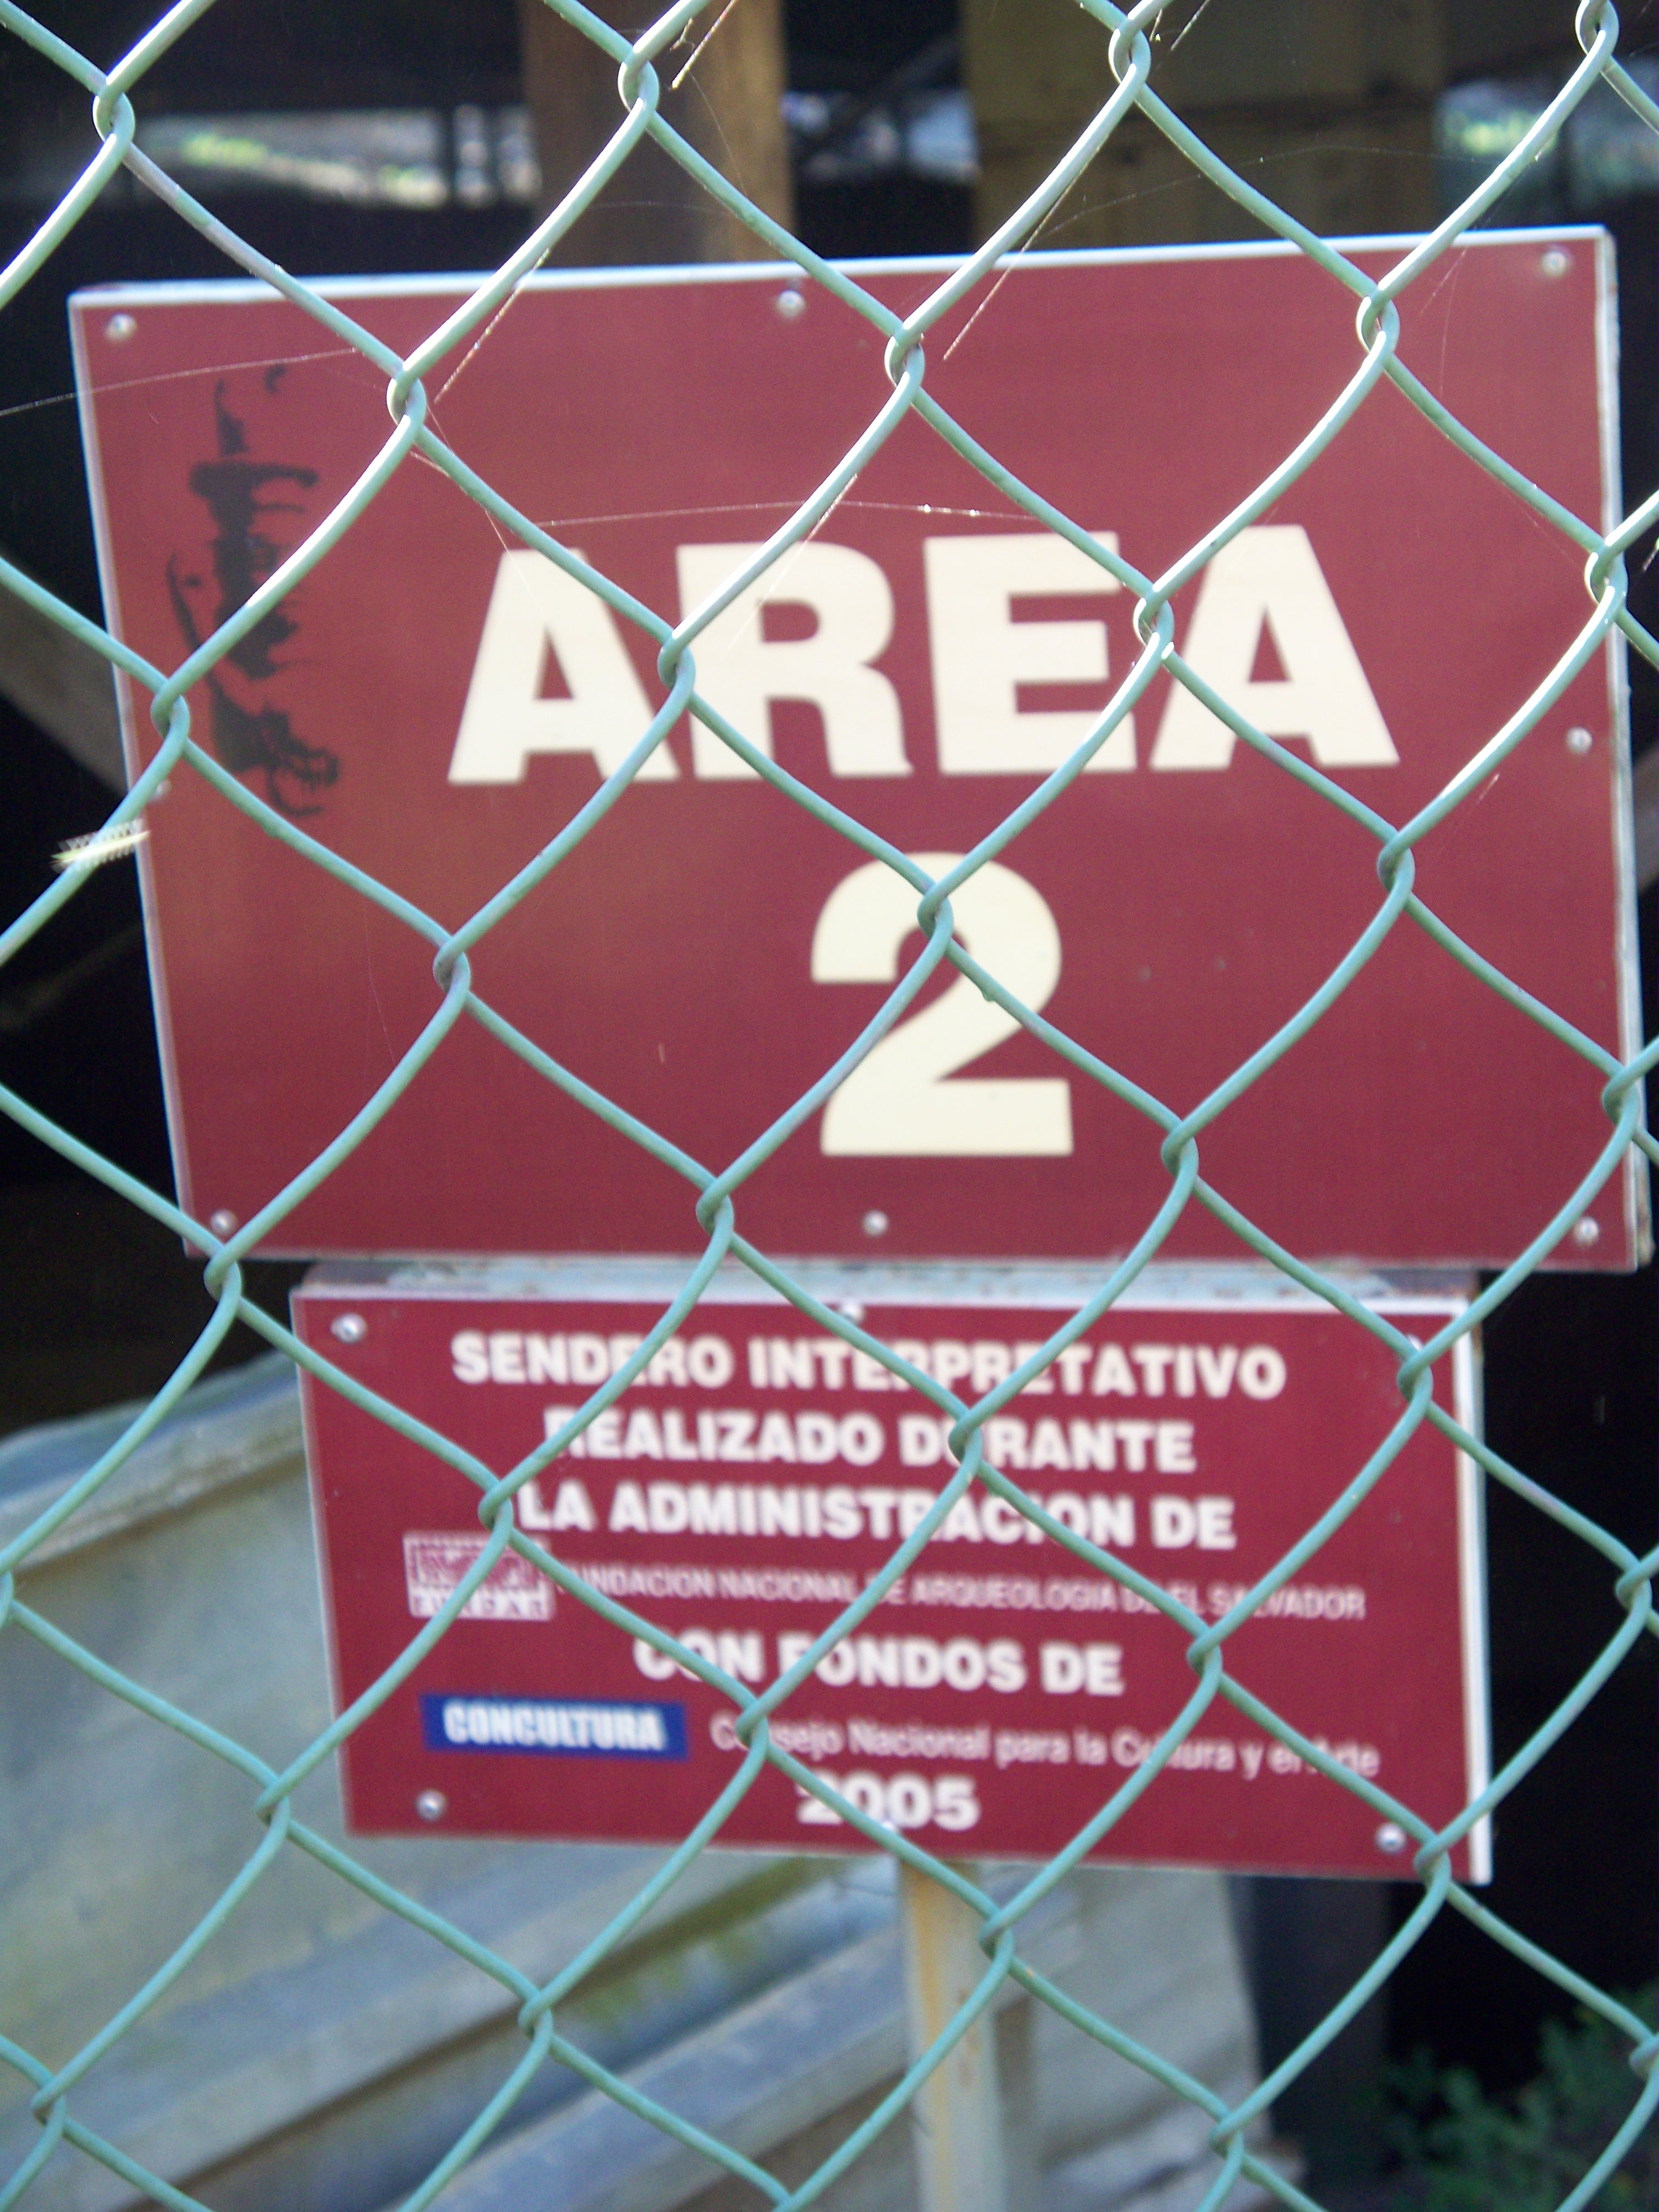 AREA
2
SENDERO INTERPRETATIVO
REALIZADO DURANTE
LA ADMINISTRACION DE
FUNDAR FUNDACION NACIONAL DE ARQUEOLOGIA DE EL SALVADOR
CON FONDOS DE
CONCULTURA Consejo Nacional para la Cultura y el Arte
2005